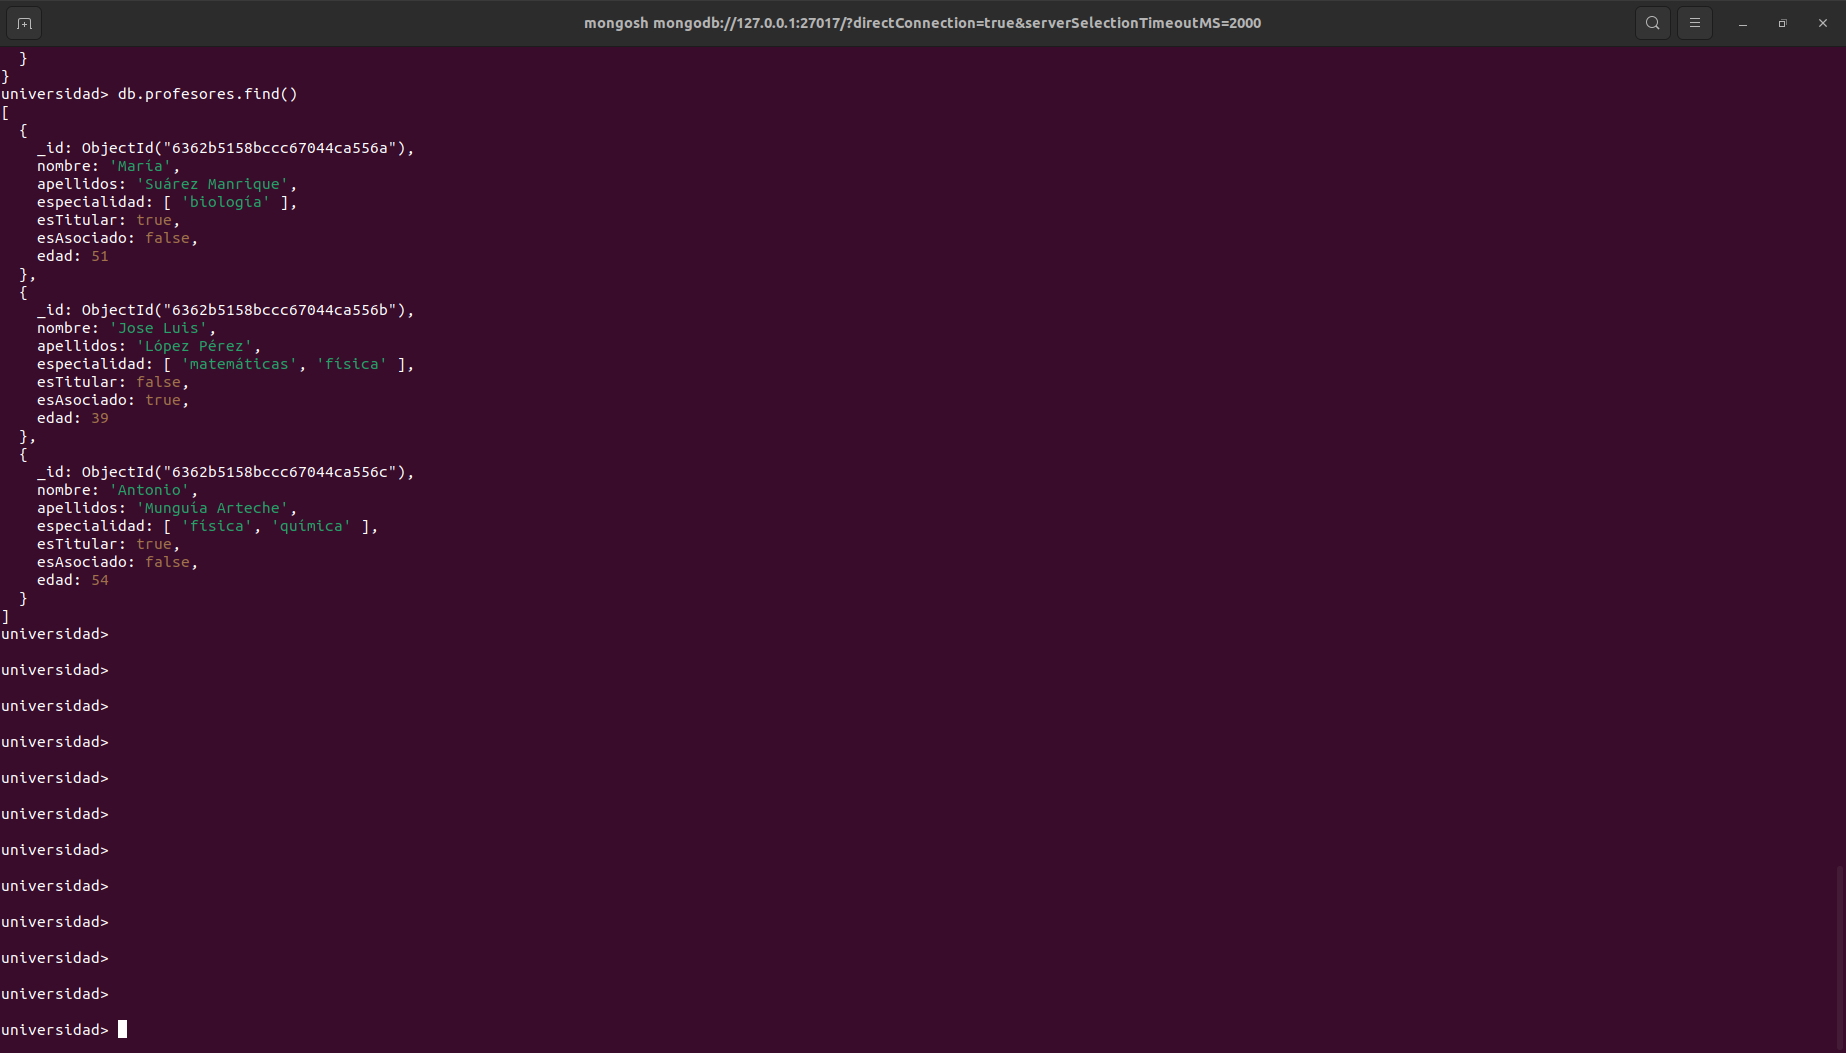 mongosh mongodb://127.0.0.1:27017/?directConnection=true&serverSelectionTimeoutMS=2000
  }
}
universidad> db.profesores.find()
[
  {
    _id: ObjectId("6362b5158bccc67044ca556a"),
    nombre: 'María',
    apellidos: 'Suárez Manrique',
    especialidad: [ 'biología' ],
    esTitular: true,
    esAsociado: false,
    edad: 51
  },
  {
    _id: ObjectId("6362b5158bccc67044ca556b"),
    nombre: 'Jose Luis',
    apellidos: 'López Pérez',
    especialidad: [ 'matemáticas', 'física' ],
    esTitular: false,
    esAsociado: true,
    edad: 39
  },
  {
    _id: ObjectId("6362b5158bccc67044ca556c"),
    nombre: 'Antonio',
    apellidos: 'Munguía Arteche',
    especialidad: [ 'física', 'química' ],
    esTitular: true,
    esAsociado: false,
    edad: 54
  }
]
universidad>
universidad>
universidad>
universidad>
universidad>
universidad>
universidad>
universidad>
universidad>
universidad>
universidad>
universidad>